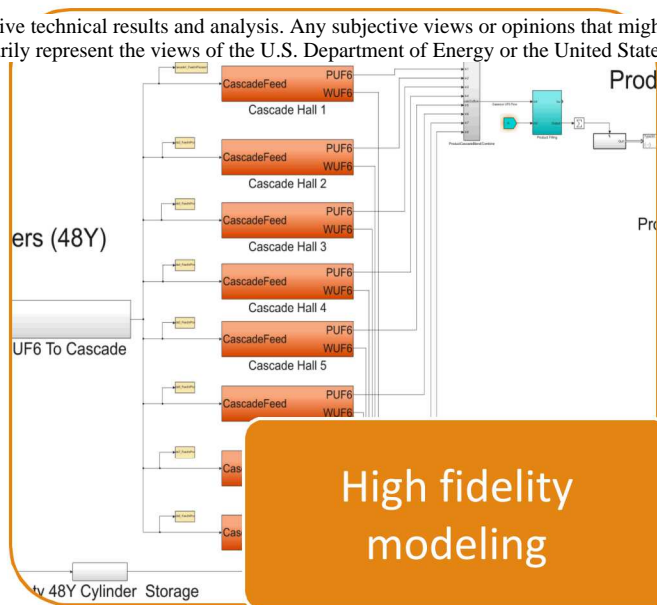 ive technical results and analysis. Any subjective views or opinions that migh
rily represent the views of the U.S. Department of Energy or the United State
Prod
CascadeFeed PUF6
WUF6
Cascade Hall 1
CascadeFeed PUF6
WUF6
Cascade Hall 2
CascadeFeed PUF6
WUF6
Cascade Hall 3
ers (48Y)
Pro
CascadeFeed PUF6
WUF6
Cascade Hall 4
CascadeFeed PUF6
WUF6
Cascade Hall 5
UF6 To Cascade
CascadeFeed PUF6
WUF6
Cas
Cas
High fidelity
modeling
ty 48Y Cylinder Storage